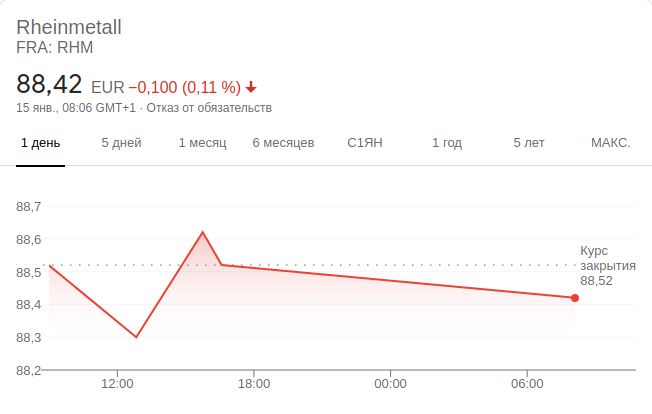 Rheinmetall
FRA: RHM
88,42 EUR −0,100 (0,11 %)
15 янв., 08:06 GMT+1 · Отказ от обязательств
1 день 5 дней 1 месяц 6 месяцев С1ЯН 1 год 5 лет МАКС.
88,7
88,6
88,5
88,4
88,3
88,2
Курс
закрытия
88,52
12:00 18:00 00:00 06:00